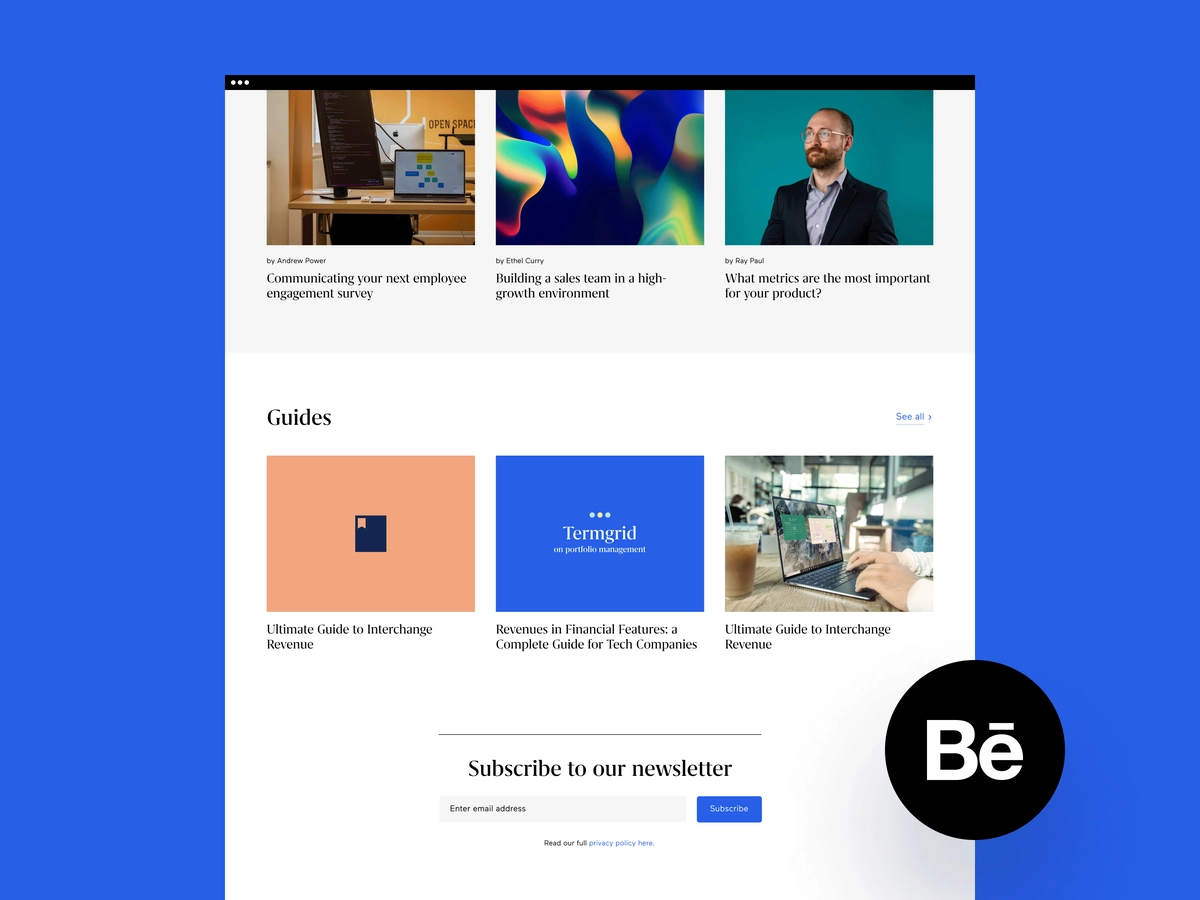 OPEN SPAC
by Andrew Power
Communicating your next employee
engagement survey
by Ethel Curry
Building a sales team in a high-
growth environment
by Ray Paul
What metrics are the most important
for your product?
Guides
See all ›
Termgrid
on portfolio management
Ultimate Guide to Interchange
Revenue
Revenues in Financial Features: a
Complete Guide for Tech Companies
Ultimate Guide to Interchange
Revenue
Subscribe to our newsletter
Enter email address
Subscribe
Read our full privacy policy here.
Bē